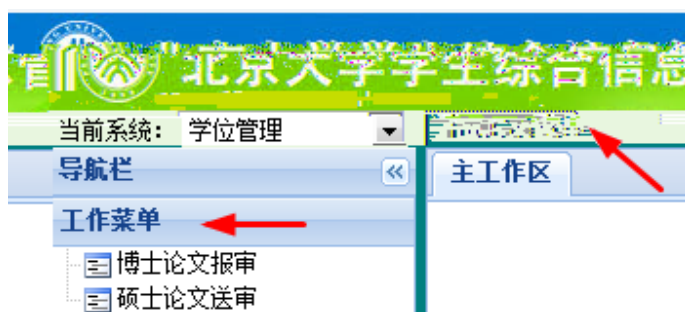 北京大学学生综合信息
当前系统： 学位管理
导航栏
主工作区
工作菜单
博士论文报审
硕士论文送审